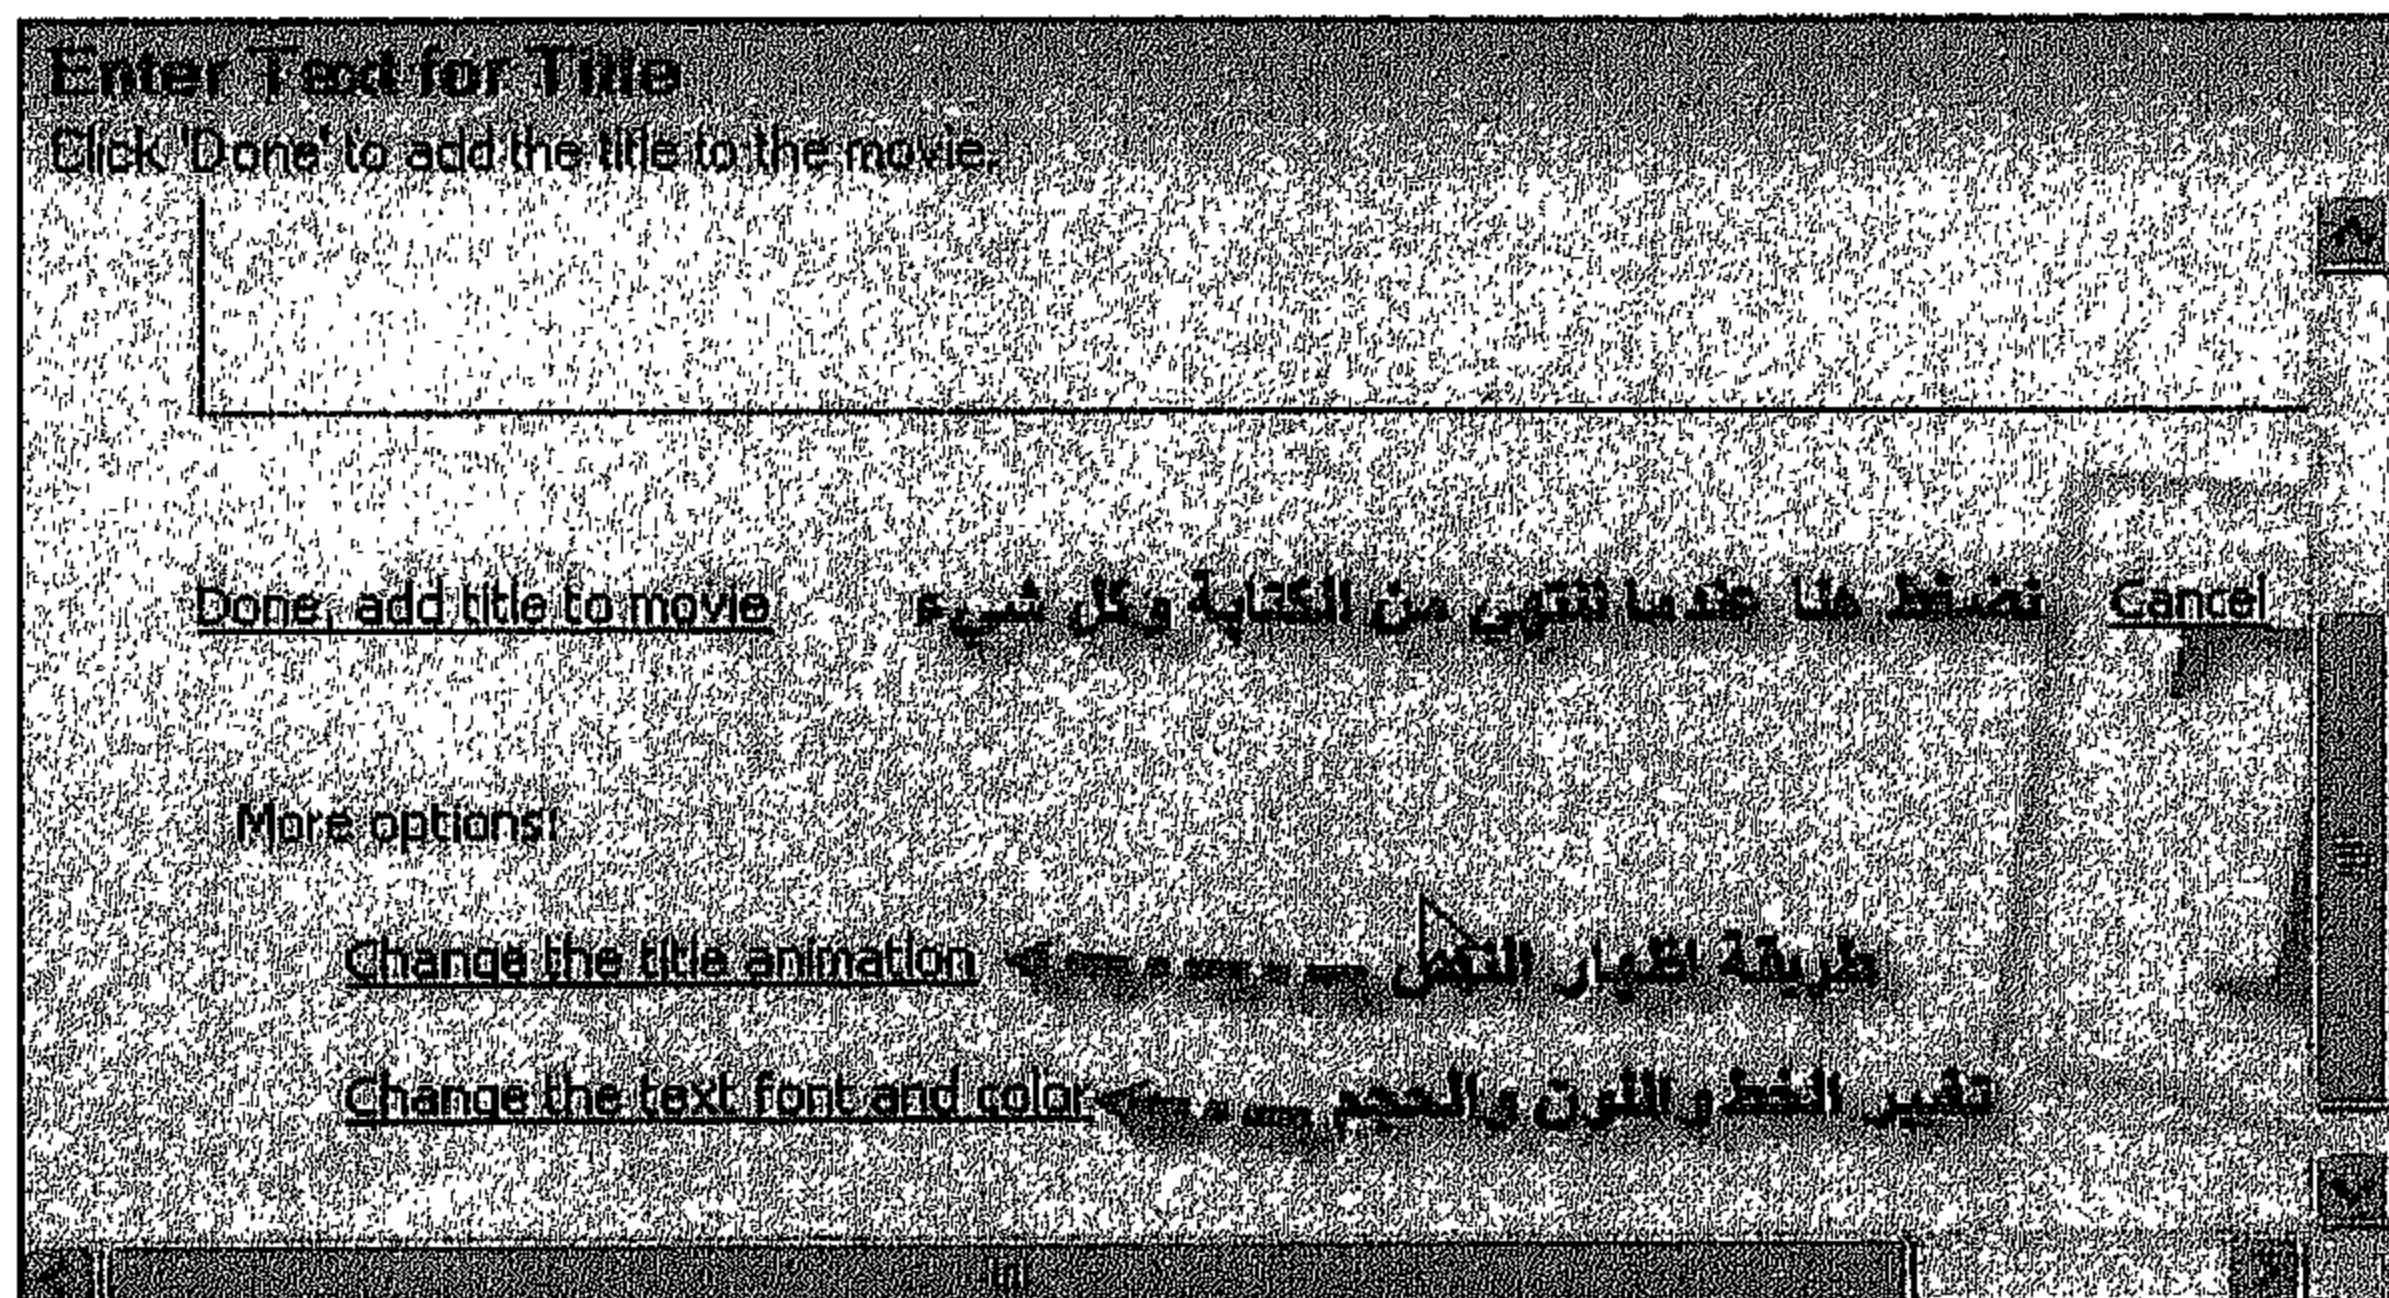 Enter Text for Title
Click 'Done' to add the title to the movie.
Done, add title to movie نضغط هنا عندما ننتهي من الكتابة وكل شيء Cancel
More options:
Change the title animation طريقة اظهار النص
Change the text font and color تغيير الخط واللون والحجم